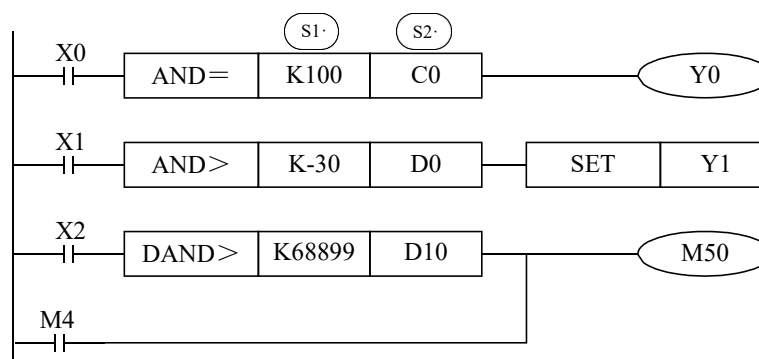 S1· S2·
X0
AND＝ K100 C0 Y0
X1
AND＞ K-30 D0 SET Y1
X2
DAND＞ K68899 D10 M50
M4